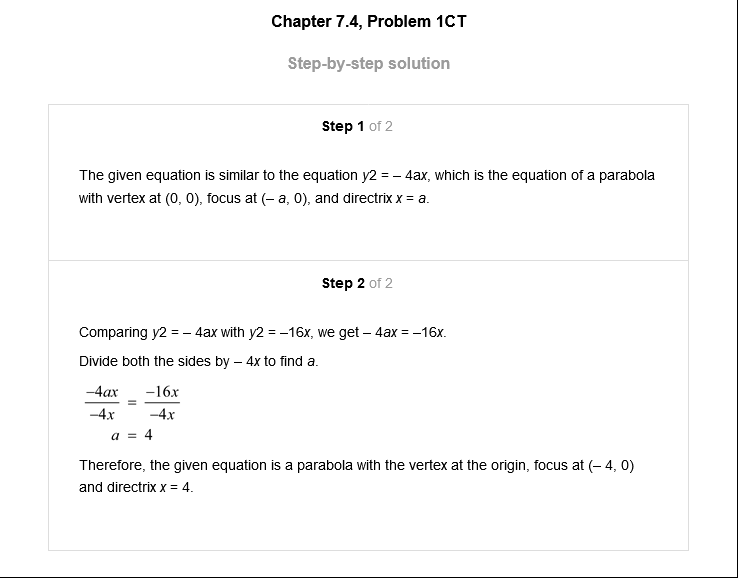 Chapter 7.4, Problem 1CT
Step-by-step solution
Step 1 of 2
The given equation is similar to the equation y2 = – 4ax, which is the equation of a parabola
with vertex at (0, 0), focus at (– a, 0), and directrix x = a.
Step 2 of 2
Comparing y2 = – 4ax with y2 = –16x, we get – 4ax = –16x.
Divide both the sides by – 4x to find a.
–4ax / –4x = –16x / –4x
a = 4
Therefore, the given equation is a parabola with the vertex at the origin, focus at (– 4, 0)
and directrix x = 4.